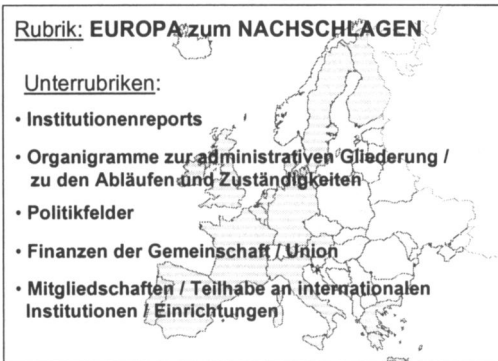 Rubrik: EUROPA zum NACHSCHLAGEN
Unterrubriken:
• Institutionenreports
• Organigramme zur administrativen Gliederung /
zu den Abläufen und Zuständigkeiten
• Politikfelder
• Finanzen der Gemeinschaft / Union
• Mitgliedschaften / Teilhabe an internationalen
Institutionen / Einrichtungen